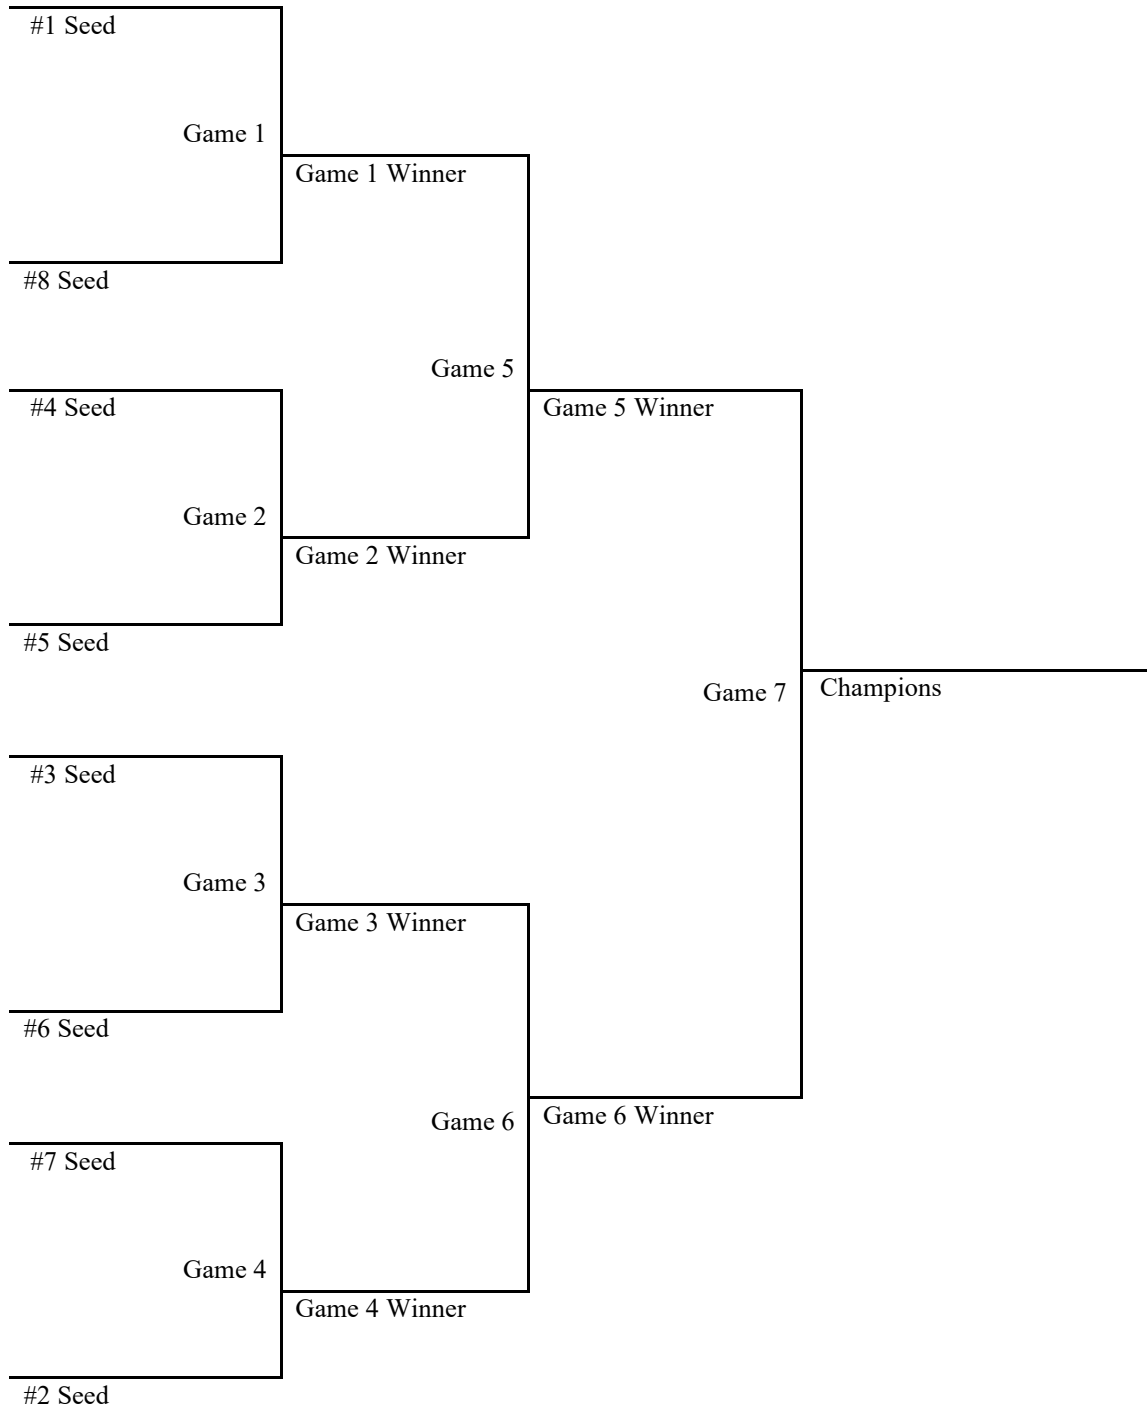 #1 Seed
Game 1
Game 1 Winner
#8 Seed
Game 5
#4 Seed
Game 5 Winner
Game 2
Game 2 Winner
#5 Seed
Game 7
Champions
#3 Seed
Game 3
Game 3 Winner
#6 Seed
Game 6
Game 6 Winner
#7 Seed
Game 4
Game 4 Winner
#2 Seed